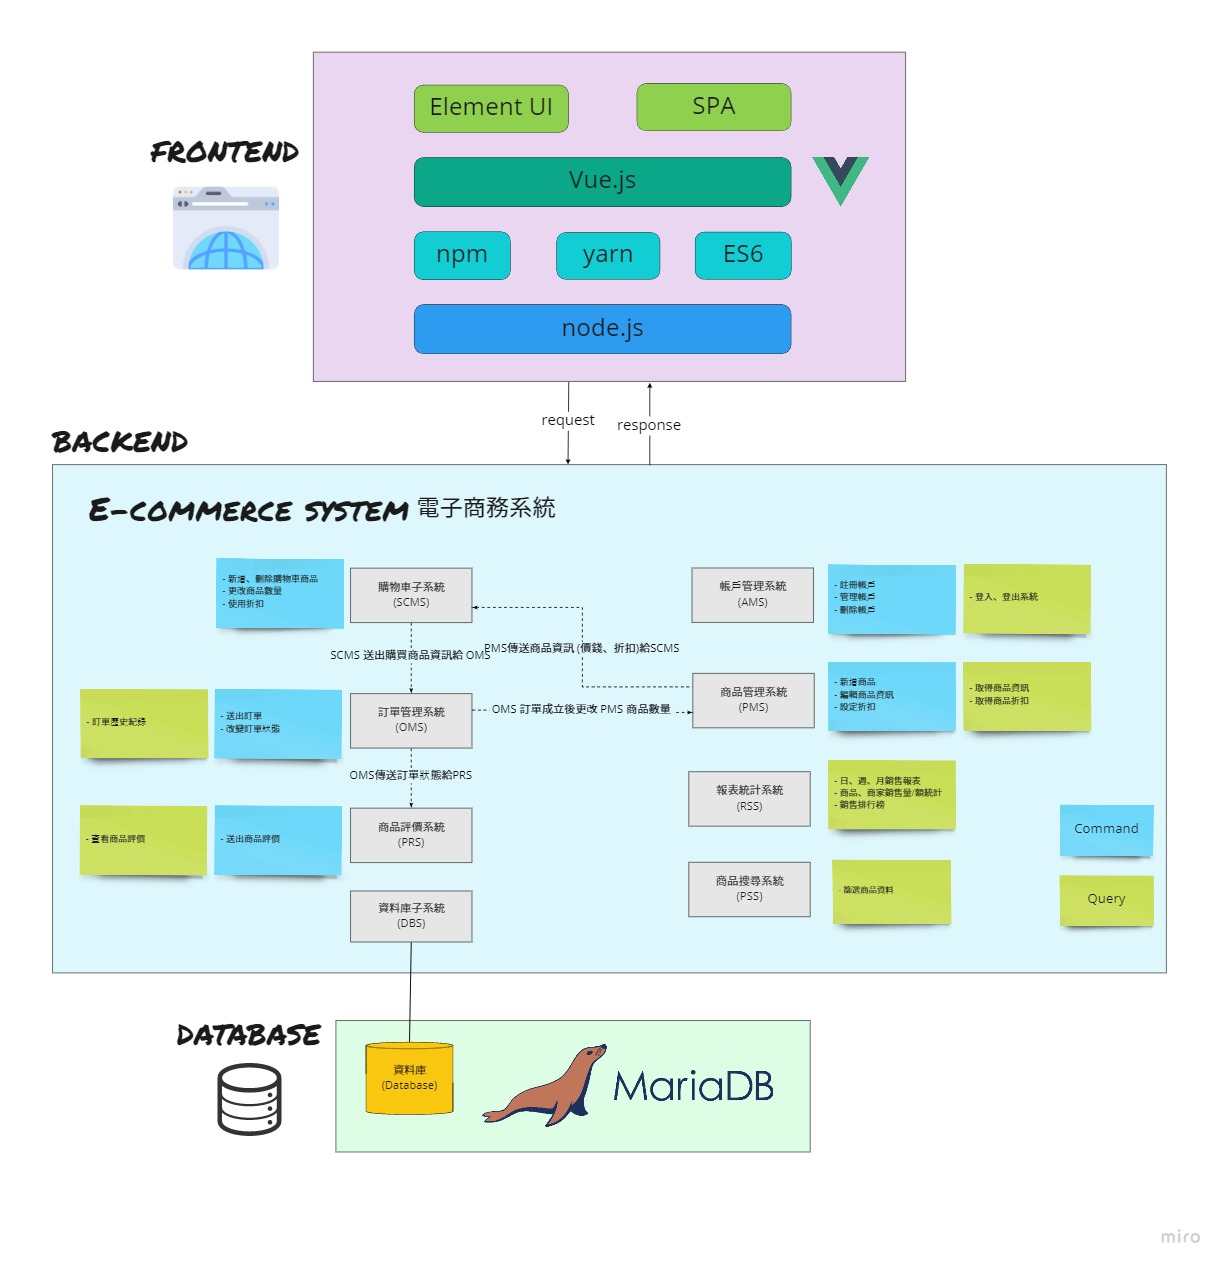 Element UI
SPA
FRONTEND
Vue.js
npm
yarn
ES6
node.js
request
response
BACKEND
E-COMMERCE SYSTEM 電子商務系統
- 新增、刪除購物車商品
- 更改商品數量
- 使用折扣
購物車子系統
(SCMS)
帳戶管理系統
(AMS)
- 註冊帳戶
- 管理帳戶
- 刪除帳戶
- 登入、登出系統
SCMS 送出購買商品資訊給 OMS
PMS傳送商品資訊 (價錢、折扣)給SCMS
- 訂單歷史紀錄
- 送出訂單
- 改變訂單狀態
訂單管理系統
(OMS)
OMS 訂單成立後更改 PMS 商品數量
商品管理系統
(PMS)
- 新增商品
- 編輯商品資訊
- 設定折扣
- 取得商品資訊
- 取得商品折扣
OMS傳送訂單狀態給PRS
- 查看商品評價
- 送出商品評價
商品評價系統
(PRS)
報表統計系統
(RSS)
- 日、週、月銷售報表
- 商品、商家銷售量/額統計
- 銷售排行榜
Command
商品搜尋系統
(PSS)
- 篩選商品資料
Query
資料庫子系統
(DBS)
DATABASE
資料庫
(Database)
MariaDB
miro